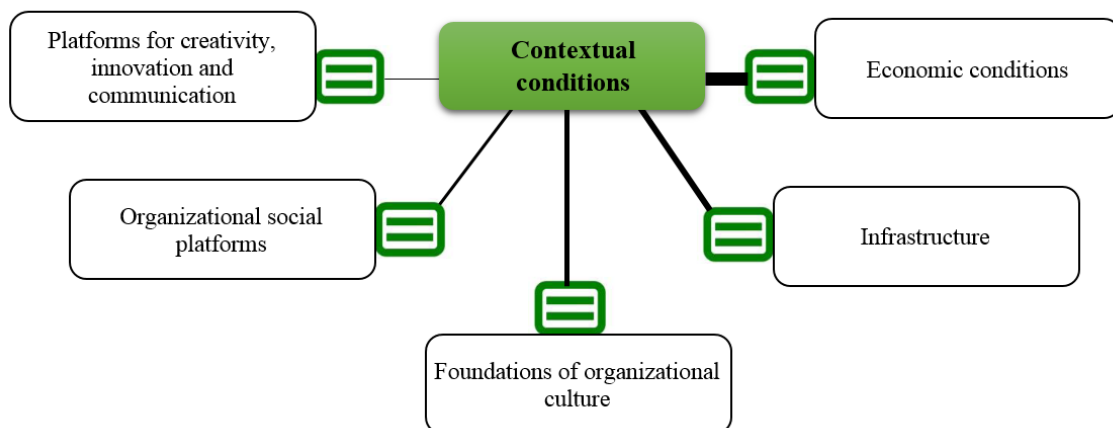 Platforms for creativity,
innovation and
communication
Contextual
conditions
Economic conditions
Organizational social
platforms
Infrastructure
Foundations of organizational
culture